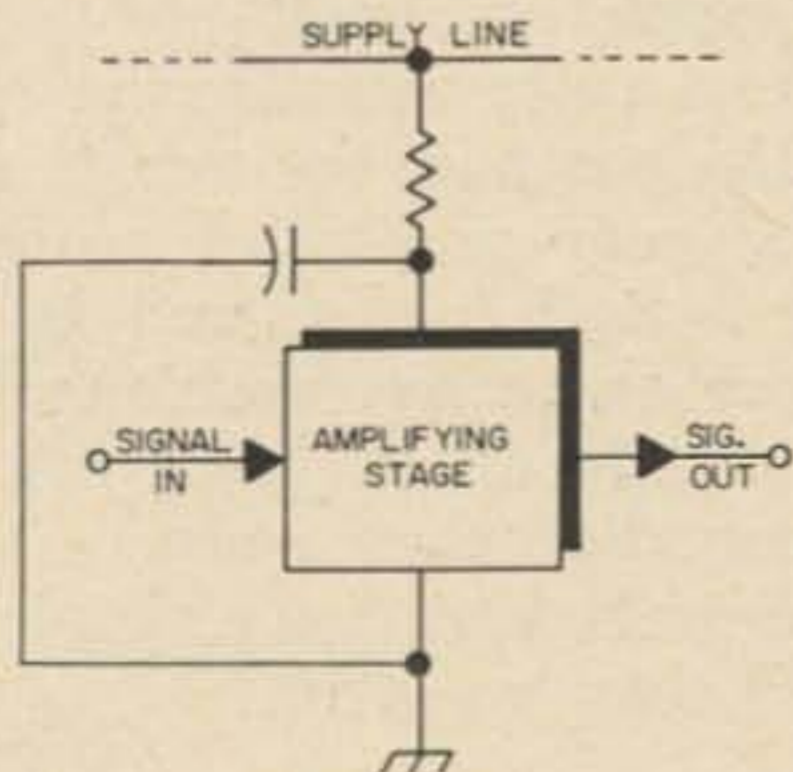 SUPPLY LINE
SIGNAL
IN
AMPLIFYING
STAGE
SIG.
OUT